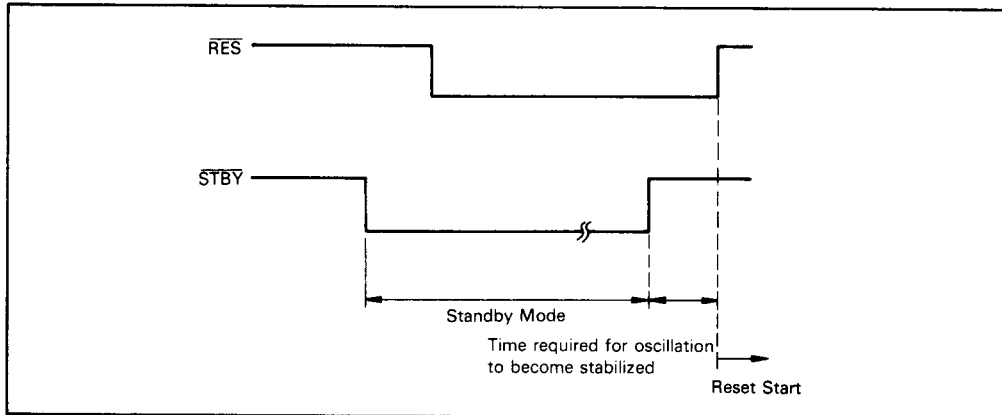 RES
STBY
Standby Mode
Time required for oscillation
to become stabilized
Reset Start